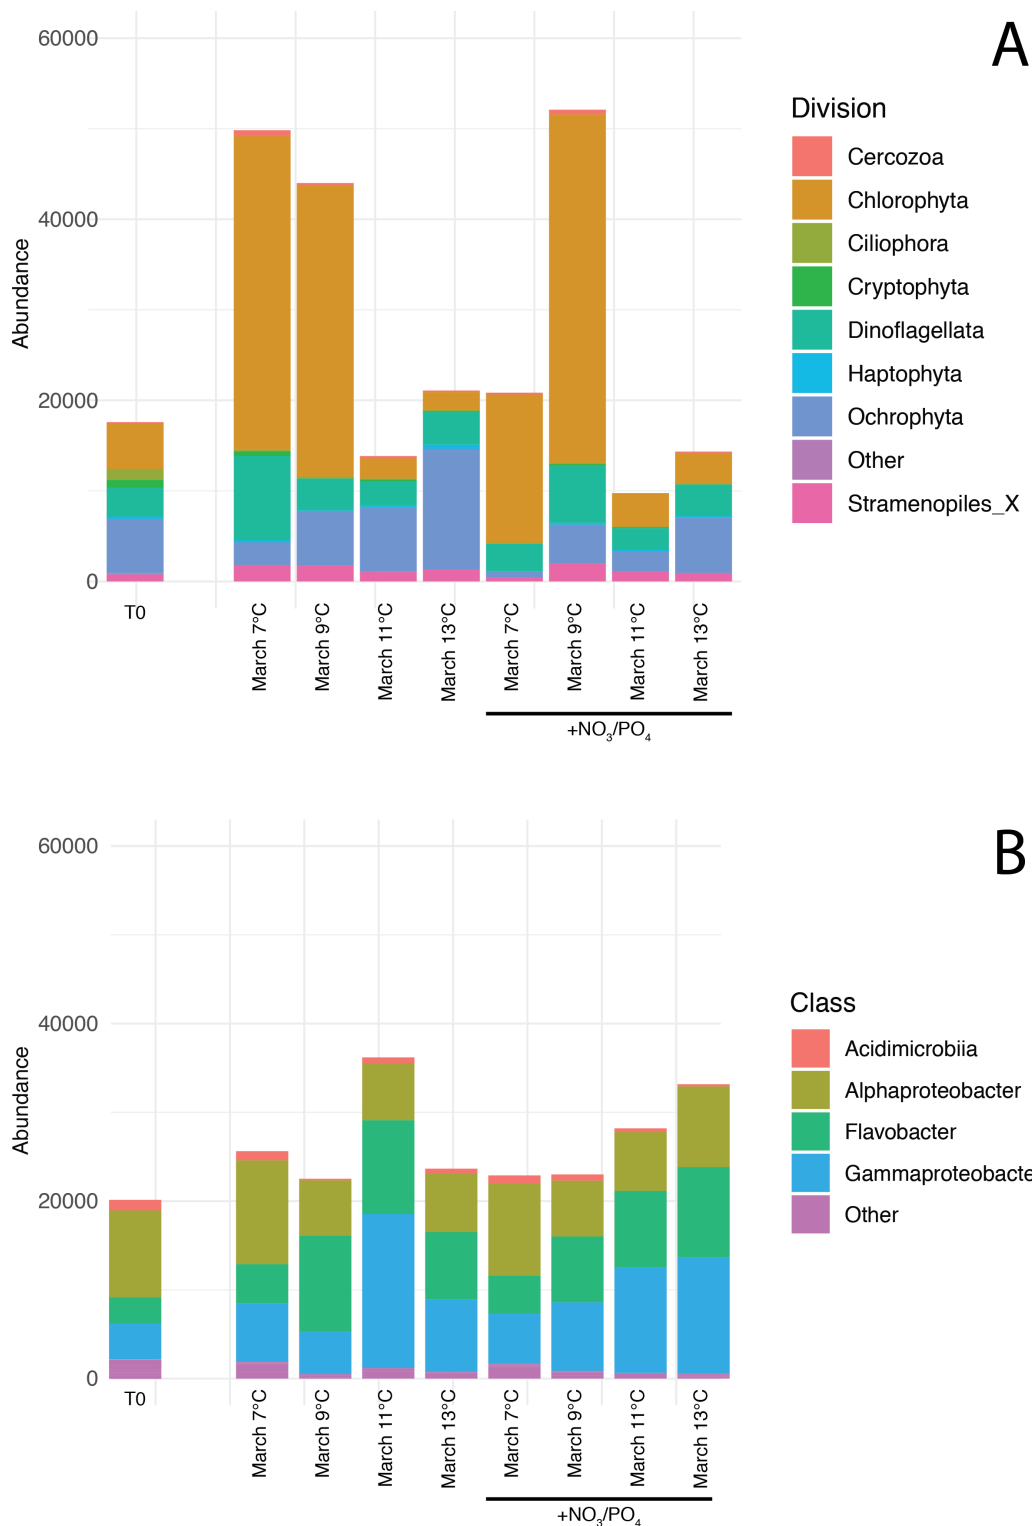 A
60000
40000
20000
0
Abundance
T0
March 7°C
March 9°C
March 11°C
March 13°C
March 7°C
March 9°C
March 11°C
March 13°C
+NO₃/PO₄
Division
Cercozoa
Chlorophyta
Ciliophora
Cryptophyta
Dinoflagellata
Haptophyta
Ochrophyta
Other
Stramenopiles_X
B
60000
40000
20000
0
Abundance
T0
March 7°C
March 9°C
March 11°C
March 13°C
March 7°C
March 9°C
March 11°C
March 13°C
+NO₃/PO₄
Class
Acidimicrobiia
Alphaproteobacter
Flavobacter
Gammaproteobacte
Other